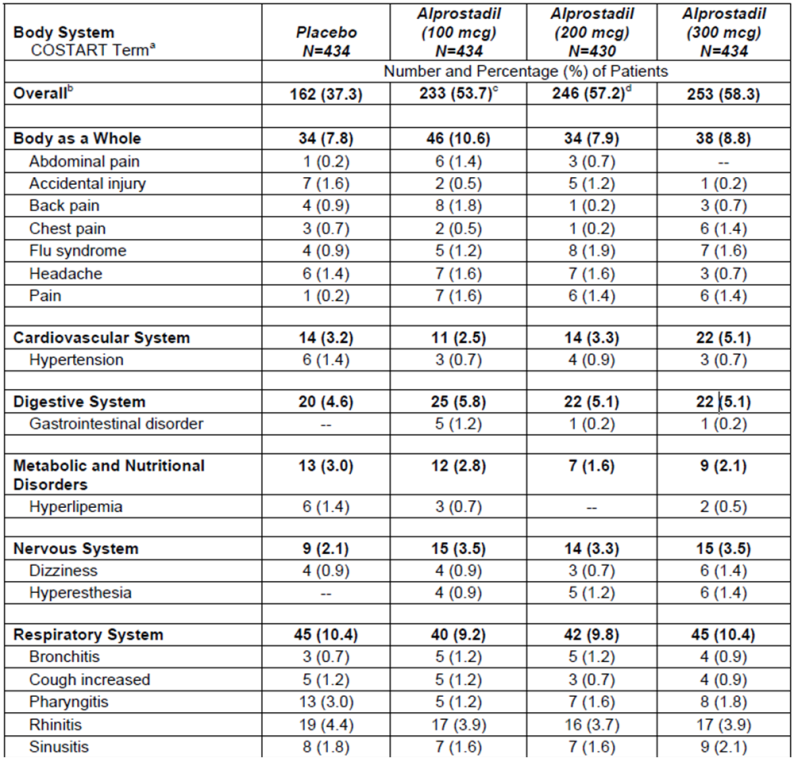 Body System COSTART Termᵃ | Placebo N=434 | Alprostadil (100 mcg) N=434 | Alprostadil (200 mcg) N=430 | Alprostadil (300 mcg) N=434
Number and Percentage (%) of Patients
Overallᵇ | 162 (37.3) | 233 (53.7)ᶜ | 246 (57.2)ᵈ | 253 (58.3)
Body as a Whole | 34 (7.8) | 46 (10.6) | 34 (7.9) | 38 (8.8)
Abdominal pain | 1 (0.2) | 6 (1.4) | 3 (0.7) | --
Accidental injury | 7 (1.6) | 2 (0.5) | 5 (1.2) | 1 (0.2)
Back pain | 4 (0.9) | 8 (1.8) | 1 (0.2) | 3 (0.7)
Chest pain | 3 (0.7) | 2 (0.5) | 1 (0.2) | 6 (1.4)
Flu syndrome | 4 (0.9) | 5 (1.2) | 8 (1.9) | 7 (1.6)
Headache | 6 (1.4) | 7 (1.6) | 7 (1.6) | 3 (0.7)
Pain | 1 (0.2) | 7 (1.6) | 6 (1.4) | 6 (1.4)
Cardiovascular System | 14 (3.2) | 11 (2.5) | 14 (3.3) | 22 (5.1)
Hypertension | 6 (1.4) | 3 (0.7) | 4 (0.9) | 3 (0.7)
Digestive System | 20 (4.6) | 25 (5.8) | 22 (5.1) | 22 (5.1)
Gastrointestinal disorder | -- | 5 (1.2) | 1 (0.2) | 1 (0.2)
Metabolic and Nutritional Disorders | 13 (3.0) | 12 (2.8) | 7 (1.6) | 9 (2.1)
Hyperlipemia | 6 (1.4) | 3 (0.7) | -- | 2 (0.5)
Nervous System | 9 (2.1) | 15 (3.5) | 14 (3.3) | 15 (3.5)
Dizziness | 4 (0.9) | 4 (0.9) | 3 (0.7) | 6 (1.4)
Hyperesthesia | -- | 4 (0.9) | 5 (1.2) | 6 (1.4)
Respiratory System | 45 (10.4) | 40 (9.2) | 42 (9.8) | 45 (10.4)
Bronchitis | 3 (0.7) | 5 (1.2) | 5 (1.2) | 4 (0.9)
Cough increased | 5 (1.2) | 5 (1.2) | 3 (0.7) | 4 (0.9)
Pharyngitis | 13 (3.0) | 5 (1.2) | 7 (1.6) | 8 (1.8)
Rhinitis | 19 (4.4) | 17 (3.9) | 16 (3.7) | 17 (3.9)
Sinusitis | 8 (1.8) | 7 (1.6) | 7 (1.6) | 9 (2.1)